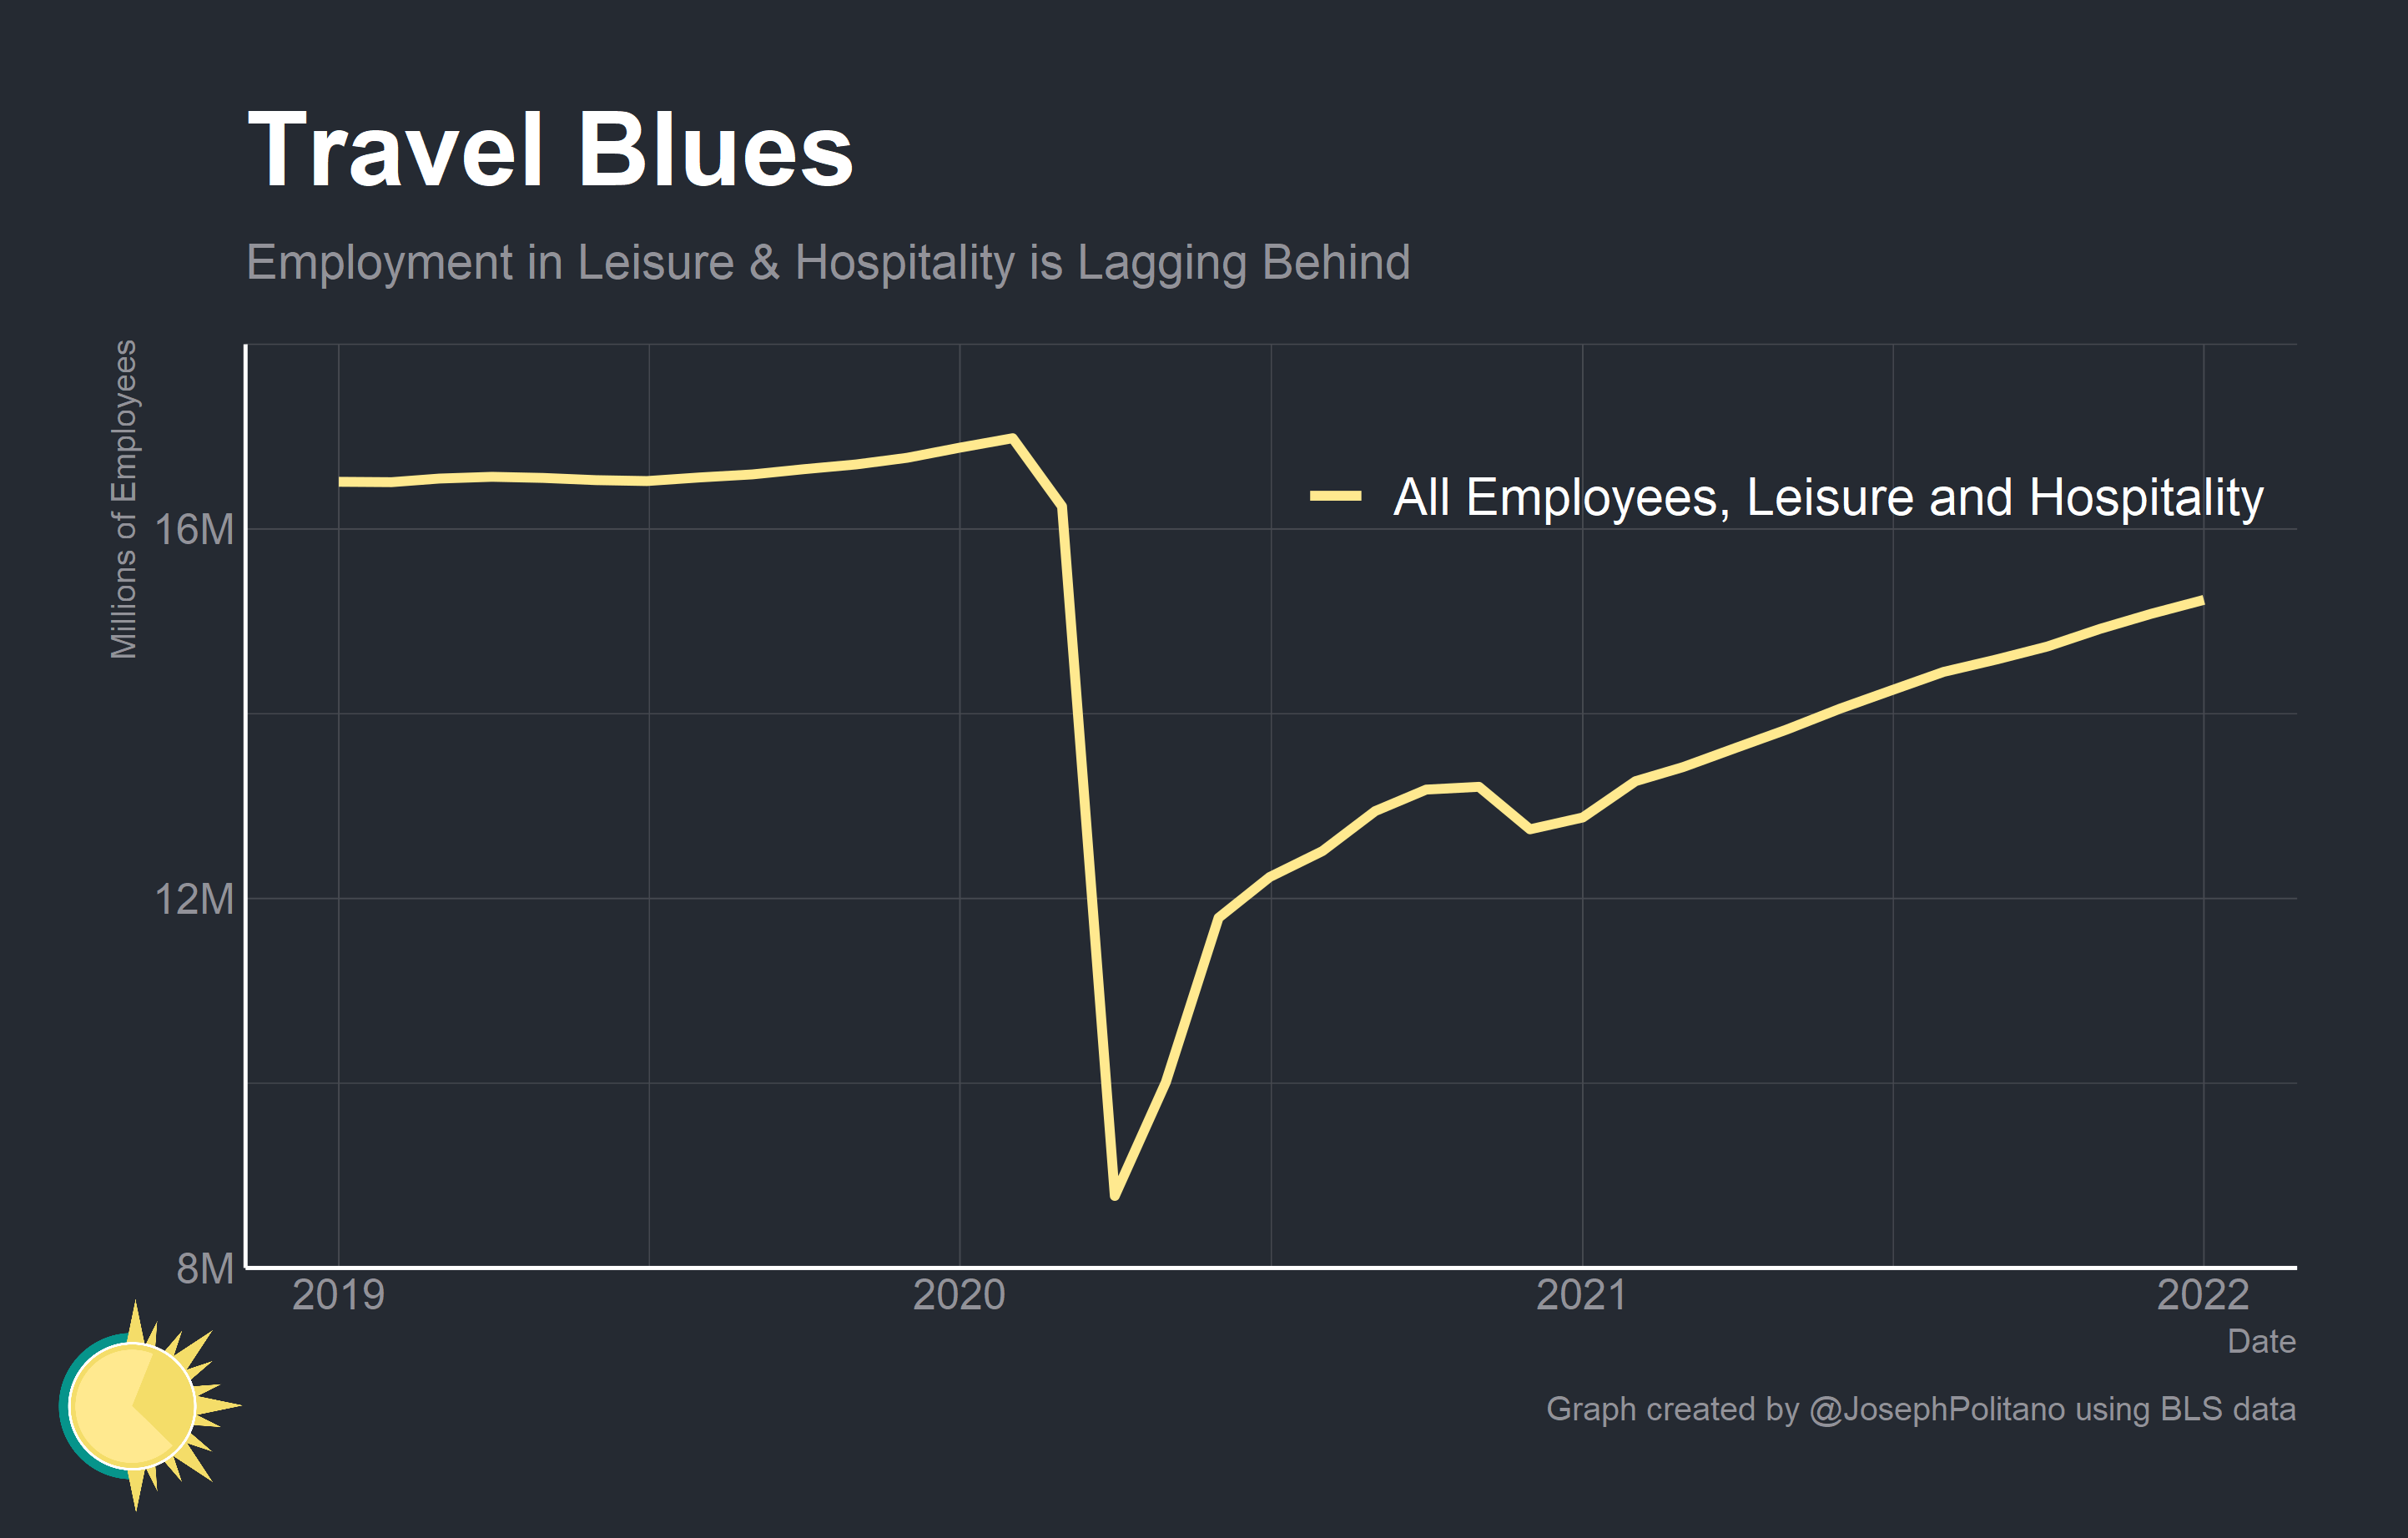 Travel Blues
Employment in Leisure & Hospitality is Lagging Behind
Millions of Employees
All Employees, Leisure and Hospitality
16M
12M
8M
2019
2020
2021
2022
Date
Graph created by @JosephPolitano using BLS data